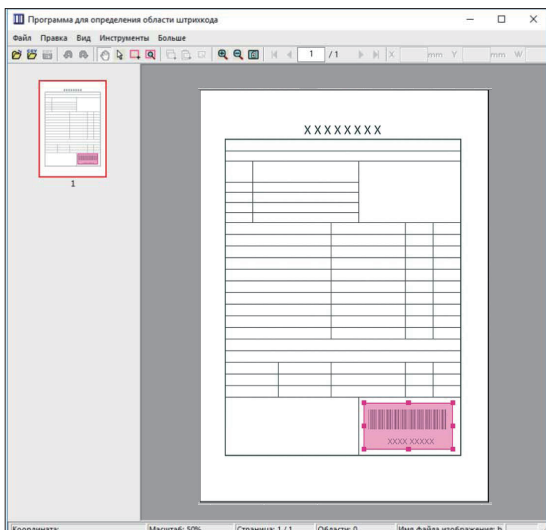 Программа для определения области штрихкода
Файл Правка Вид Инструменты Больше
CSV 1 /1 X mm Y mm W
XXXXXXXX
1
XXXX XXXXX
Координата: Масштаб: 50% Страница: 1 / 1 Области: 0 Имя файла изображения: b